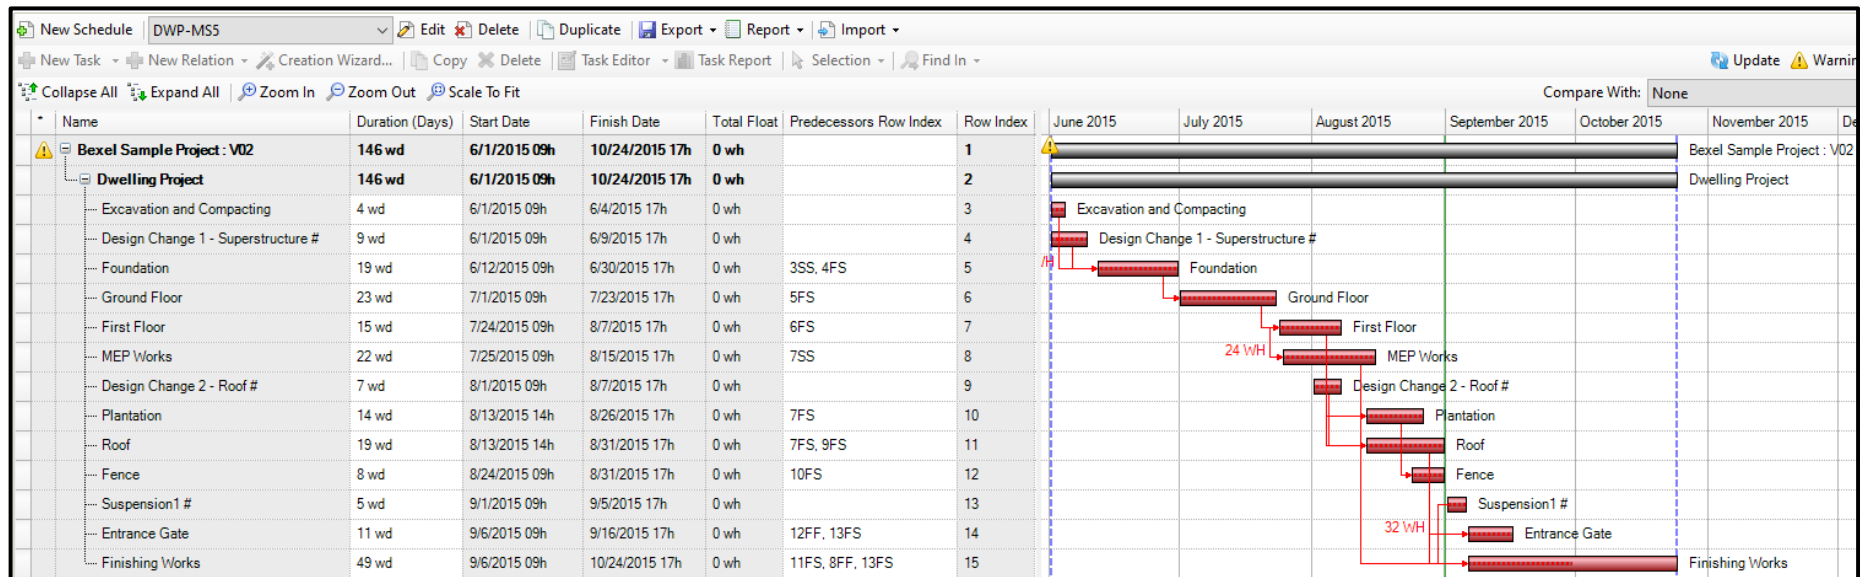 New Schedule DWP-MS5 Edit Delete Duplicate Export Report Import
New Task New Relation Creation Wizard... Copy Delete Task Editor Task Report Selection Find In Update Warnin
Collapse All Expand All Zoom In Zoom Out Scale To Fit Compare With: None
* Name Duration (Days) Start Date Finish Date Total Float Predecessors Row Index Row Index June 2015 July 2015 August 2015 September 2015 October 2015 November 2015 De
Bexel Sample Project : V02 146 wd 6/1/2015 09h 10/24/2015 17h 0 wh 1 Bexel Sample Project : V02
Dwelling Project 146 wd 6/1/2015 09h 10/24/2015 17h 0 wh 2 Dwelling Project
Excavation and Compacting 4 wd 6/1/2015 09h 6/4/2015 17h 0 wh 3 Excavation and Compacting
Design Change 1 - Superstructure # 9 wd 6/1/2015 09h 6/9/2015 17h 0 wh 4 Design Change 1 - Superstructure #
Foundation 19 wd 6/12/2015 09h 6/30/2015 17h 0 wh 3SS, 4FS 5 Foundation
Ground Floor 23 wd 7/1/2015 09h 7/23/2015 17h 0 wh 5FS 6 Ground Floor
First Floor 15 wd 7/24/2015 09h 8/7/2015 17h 0 wh 6FS 7 First Floor
MEP Works 22 wd 7/25/2015 09h 8/15/2015 17h 0 wh 7SS 8 24 WH MEP Works
Design Change 2 - Roof # 7 wd 8/1/2015 09h 8/7/2015 17h 0 wh 9 Design Change 2 - Roof #
Plantation 14 wd 8/13/2015 14h 8/26/2015 17h 0 wh 7FS 10 Plantation
Roof 19 wd 8/13/2015 14h 8/31/2015 17h 0 wh 7FS, 9FS 11 Roof
Fence 8 wd 8/24/2015 09h 8/31/2015 17h 0 wh 10FS 12 Fence
Suspension1 # 5 wd 9/1/2015 09h 9/5/2015 17h 0 wh 13 Suspension1 #
Entrance Gate 11 wd 9/6/2015 09h 9/16/2015 17h 0 wh 12FF, 13FS 14 32 WH Entrance Gate
Finishing Works 49 wd 9/6/2015 09h 10/24/2015 17h 0 wh 11FS, 8FF, 13FS 15 Finishing Works